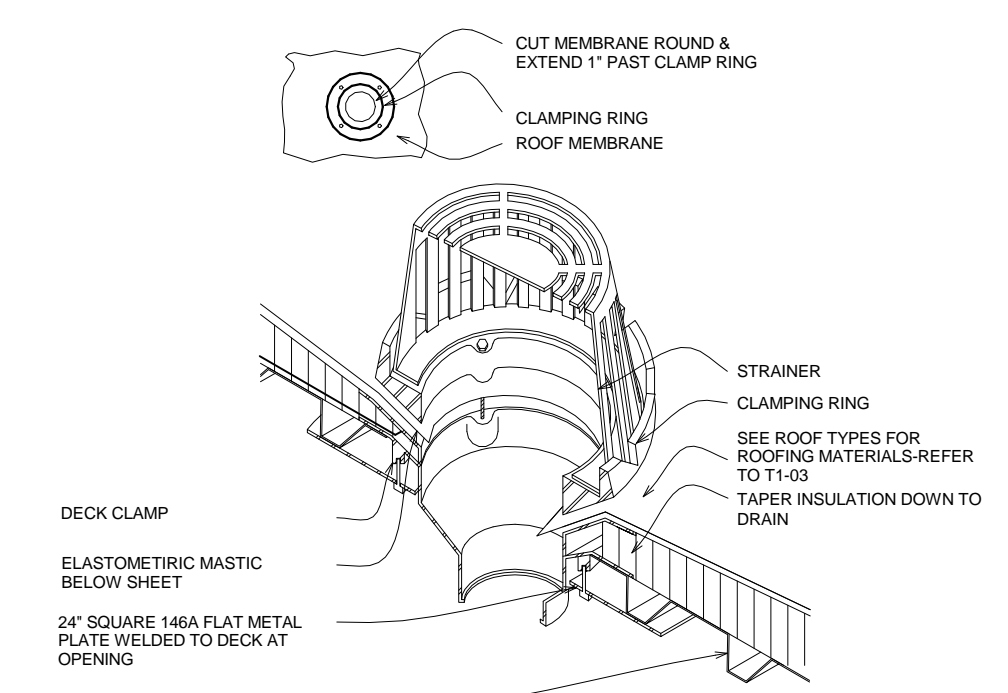 CUT MEMBRANE ROUND &
EXTEND 1" PAST CLAMP RING
CLAMPING RING
ROOF MEMBRANE
STRAINER
CLAMPING RING
SEE ROOF TYPES FOR
ROOFING MATERIALS-REFER
TO T1-03
TAPER INSULATION DOWN TO
DRAIN
DECK CLAMP
ELASTOMETIRIC MASTIC
BELOW SHEET
24" SQUARE 146A FLAT METAL
PLATE WELDED TO DECK AT
OPENING